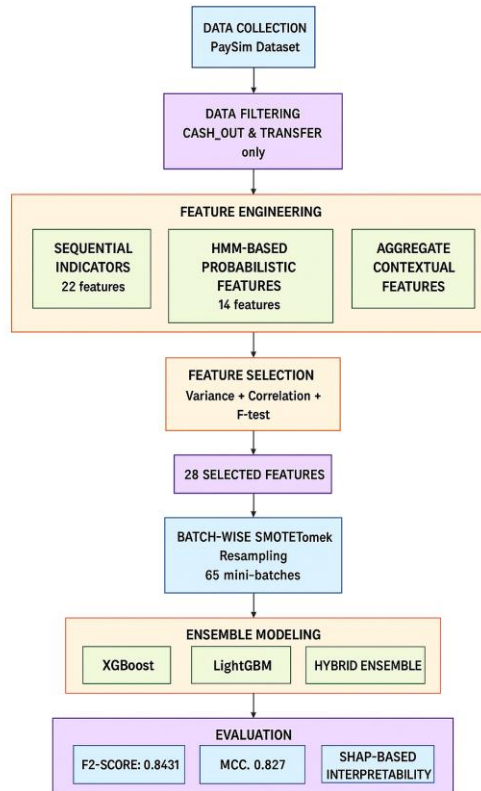 DATA COLLECTION
PaySim Dataset
DATA FILTERING
CASH_OUT & TRANSFER
only
FEATURE ENGINEERING
SEQUENTIAL
INDICATORS
22 features
HMM-BASED
PROBABILISTIC
FEATURES
14 features
AGGREGATE
CONTEXTUAL
FEATURES
FEATURE SELECTION
Variance + Correlation +
F-test
28 SELECTED FEATURES
BATCH-WISE SMOTETomek
Resampling
65 mini-batches
ENSEMBLE MODELING
XGBoost
LightGBM
HYBRID ENSEMBLE
EVALUATION
F2-SCORE: 0.8431
MCC. 0.827
SHAP-BASED
INTERPRETABILITY